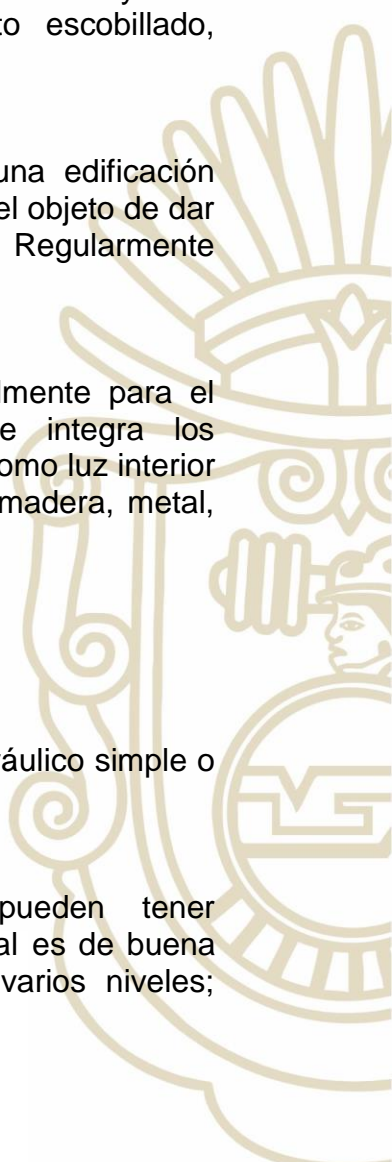 to escobillado,
una edificación
el objeto de dar
Regularmente
lmente para el
e integra los
omo luz interior
madera, metal,
áulico simple o
pueden tener
al es de buena
varios niveles;